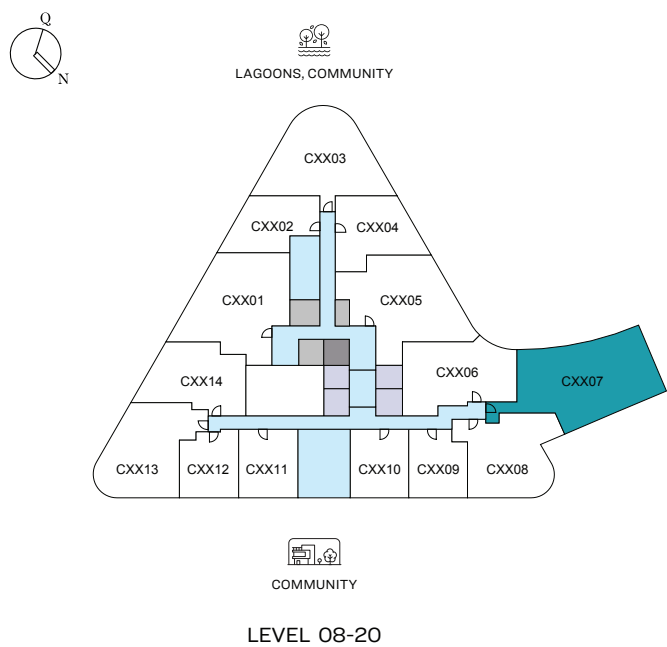 Q
N
LAGOONS, COMMUNITY
CXX03
CXX02
CXX04
CXX01
CXX05
CXX06
CXX07
CXX14
CXX13
CXX12
CXX11
CXX10
CXX09
CXX08
COMMUNITY
LEVEL 08-20